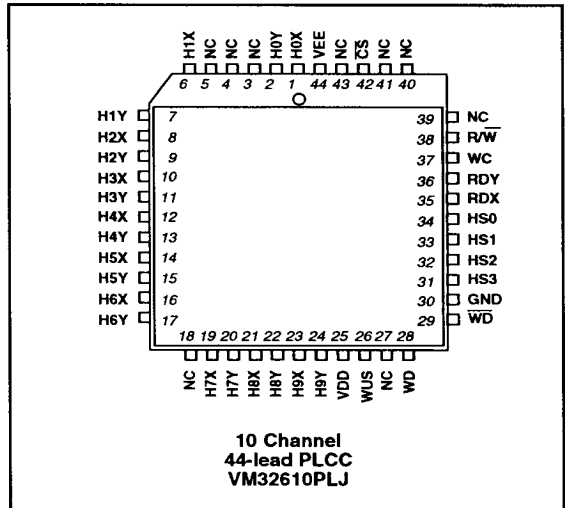 H1X NC NC NC H0Y H0X VEE NC C̅S̅ NC NC
6 5 4 3 2 1 44 43 42 41 40
H1Y 7
H2X 8
H2Y 9
H3X 10
H3Y 11
H4X 12
H4Y 13
H5X 14
H5Y 15
H6X 16
H6Y 17
39 NC
38 R/W̅
37 WC
36 RDY
35 RDX
34 HS0
33 HS1
32 HS2
31 HS3
30 GND
29 W̅D̅
18 19 20 21 22 23 24 25 26 27 28
NC H7X H7Y H8X H8Y H9X H9Y VDD WUS NC WD
10 Channel
44-lead PLCC
VM32610PLJ